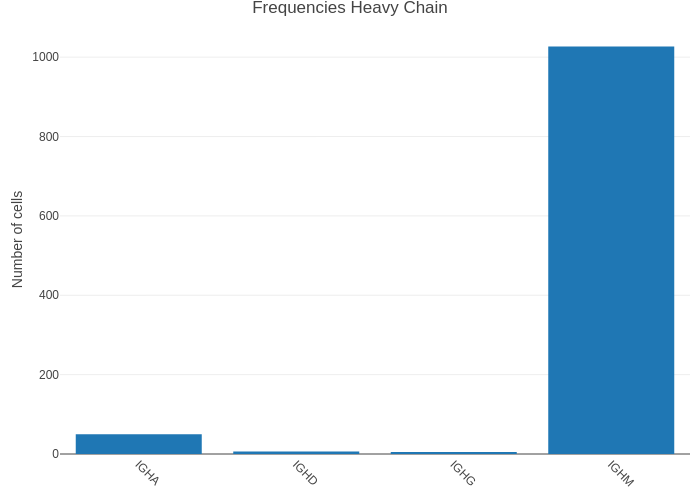 Frequencies Heavy Chain
Number of cells
1000
800
600
400
200
0
IGHA
IGHD
IGHG
IGHM